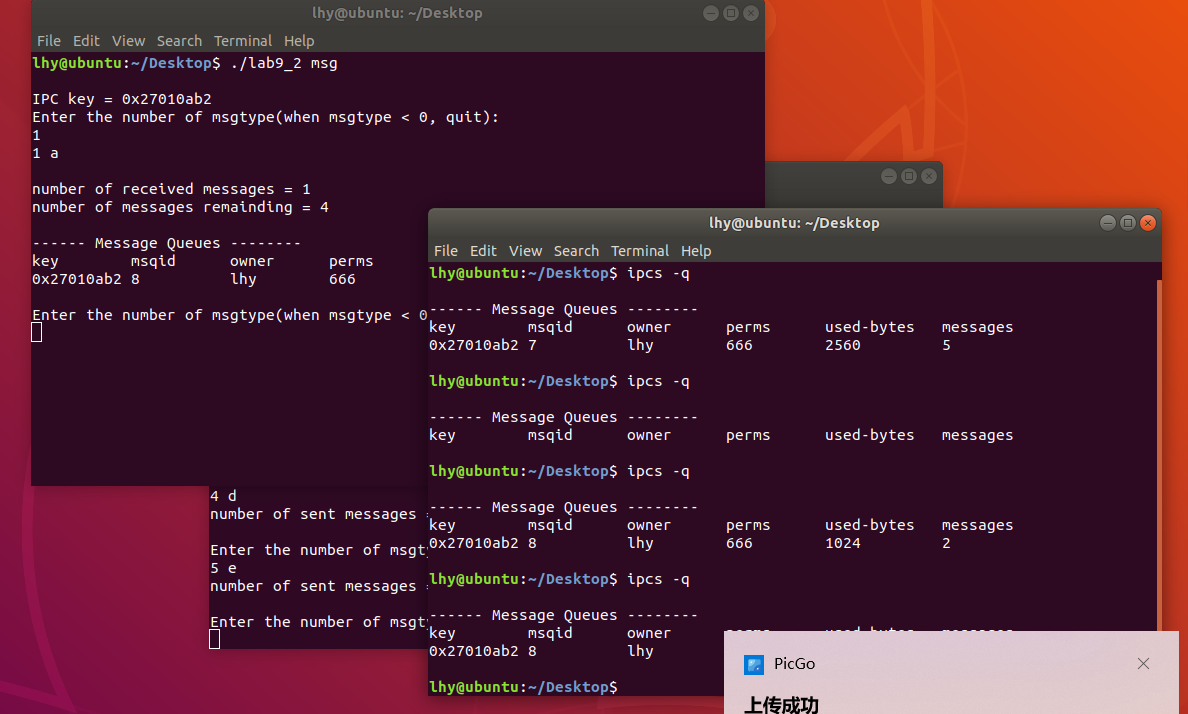 lhy@ubuntu: ~/Desktop
File Edit View Search Terminal Help
lhy@ubuntu:~/Desktop$ ./lab9_2 msg
IPC key = 0x27010ab2
Enter the number of msgtype(when msgtype < 0, quit):
1
1 a
number of received messages = 1
number of messages remainding = 4
------ Message Queues --------
key msqid owner perms
0x27010ab2 8 lhy 666
Enter the number of msgtype(when msgtype < 0
4 d
number of sent messages
Enter the number of
5 e
number of sent messages
Enter the number of
lhy@ubuntu: ~/Desktop
File Edit View Search Terminal Help
lhy@ubuntu:~/Desktop$ ipcs -q
------ Message Queues --------
key msqid owner perms used-bytes messages
0x27010ab2 7 lhy 666 2560 5
lhy@ubuntu:~/Desktop$ ipcs -q
------ Message Queues --------
key msqid owner perms used-bytes messages
lhy@ubuntu:~/Desktop$ ipcs -q
------ Message Queues --------
key msqid owner perms used-bytes messages
0x27010ab2 8 lhy 666 1024 2
lhy@ubuntu:~/Desktop$ ipcs -q
------ Message Queues --------
key msqid owner
0x27010ab2 8 lhy
lhy@ubuntu:~/Desktop$
PicGo
上传成功